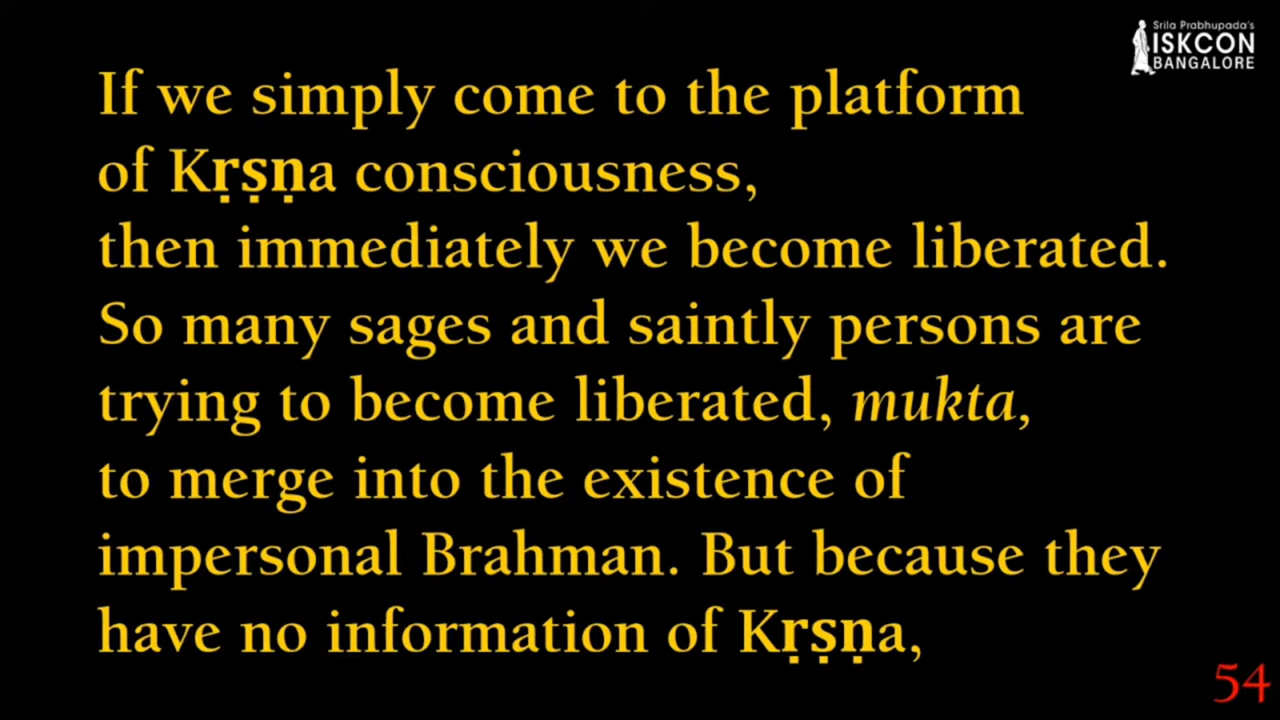 Srila Prabhupada's
ISKCON
BANGALORE
If we simply come to the platform
of Kṛṣṇa consciousness,
then immediately we become liberated.
So many sages and saintly persons are
trying to become liberated, mukta,
to merge into the existence of
impersonal Brahman. But because they
have no information of Kṛṣṇa,
54